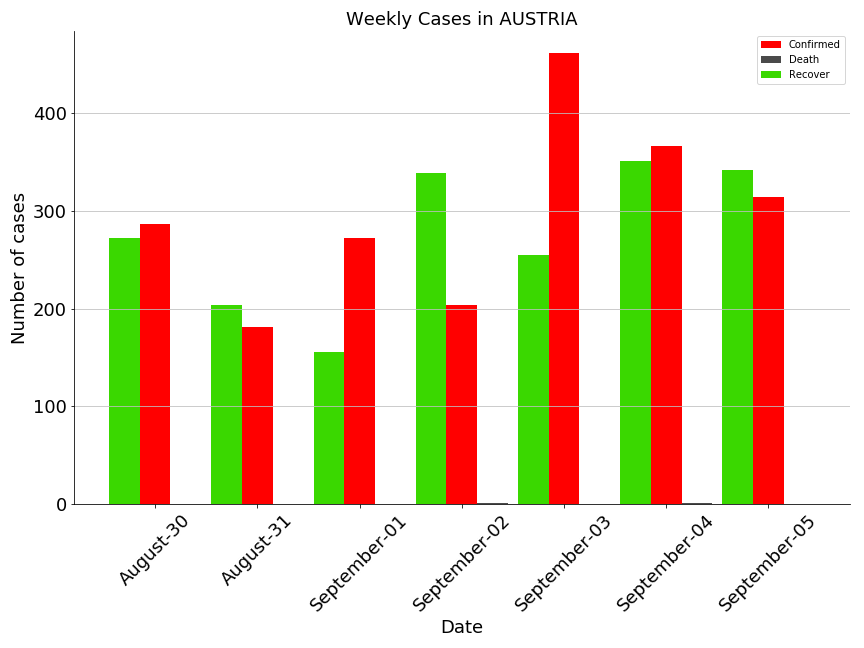 Weekly Cases in AUSTRIA
Confirmed
Death
Recover
Number of cases
400
300
200
100
0
August-30
August-31
September-01
September-02
September-03
September-04
September-05
Date